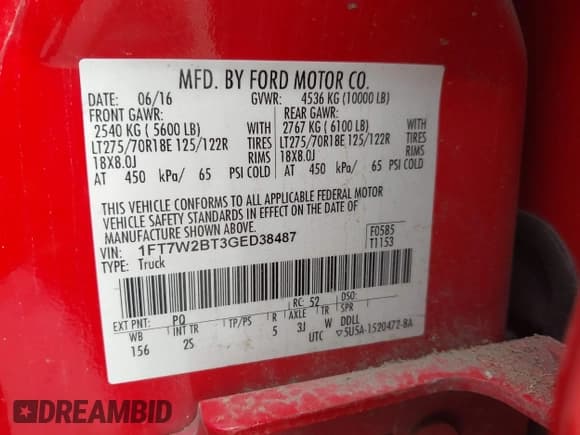 MFD. BY FORD MOTOR CO.
DATE: 06/16 GVWR: 4536 KG (10000 LB)
FRONT GAWR: REAR GAWR:
2540 KG ( 5600 LB) WITH 2767 KG ( 6100 LB) WITH
LT275/70R18E 125/122R TIRES LT275/70R18E 125/122R TIRES
18X8.0J RIMS 18X8.0J RIMS
AT 450 kPa/ 65 PSI COLD AT 450 kPa/ 65 PSI COLD
THIS VEHICLE CONFORMS TO ALL APPLICABLE FEDERAL MOTOR
VEHICLE SAFETY STANDARDS IN EFFECT ON THE DATE OF
MANUFACTURE SHOWN ABOVE.
VIN: 1FT7W2BT3GED38487 F0585
TYPE: Truck T1153
RC: 52 DSO:
EXT PNT: PQ
WB INT TR TP/PS R AXLE TR SPR
156 2S 5 3J W DDLL
UTC ▽5U5A-1520472-BA
DREAMBID